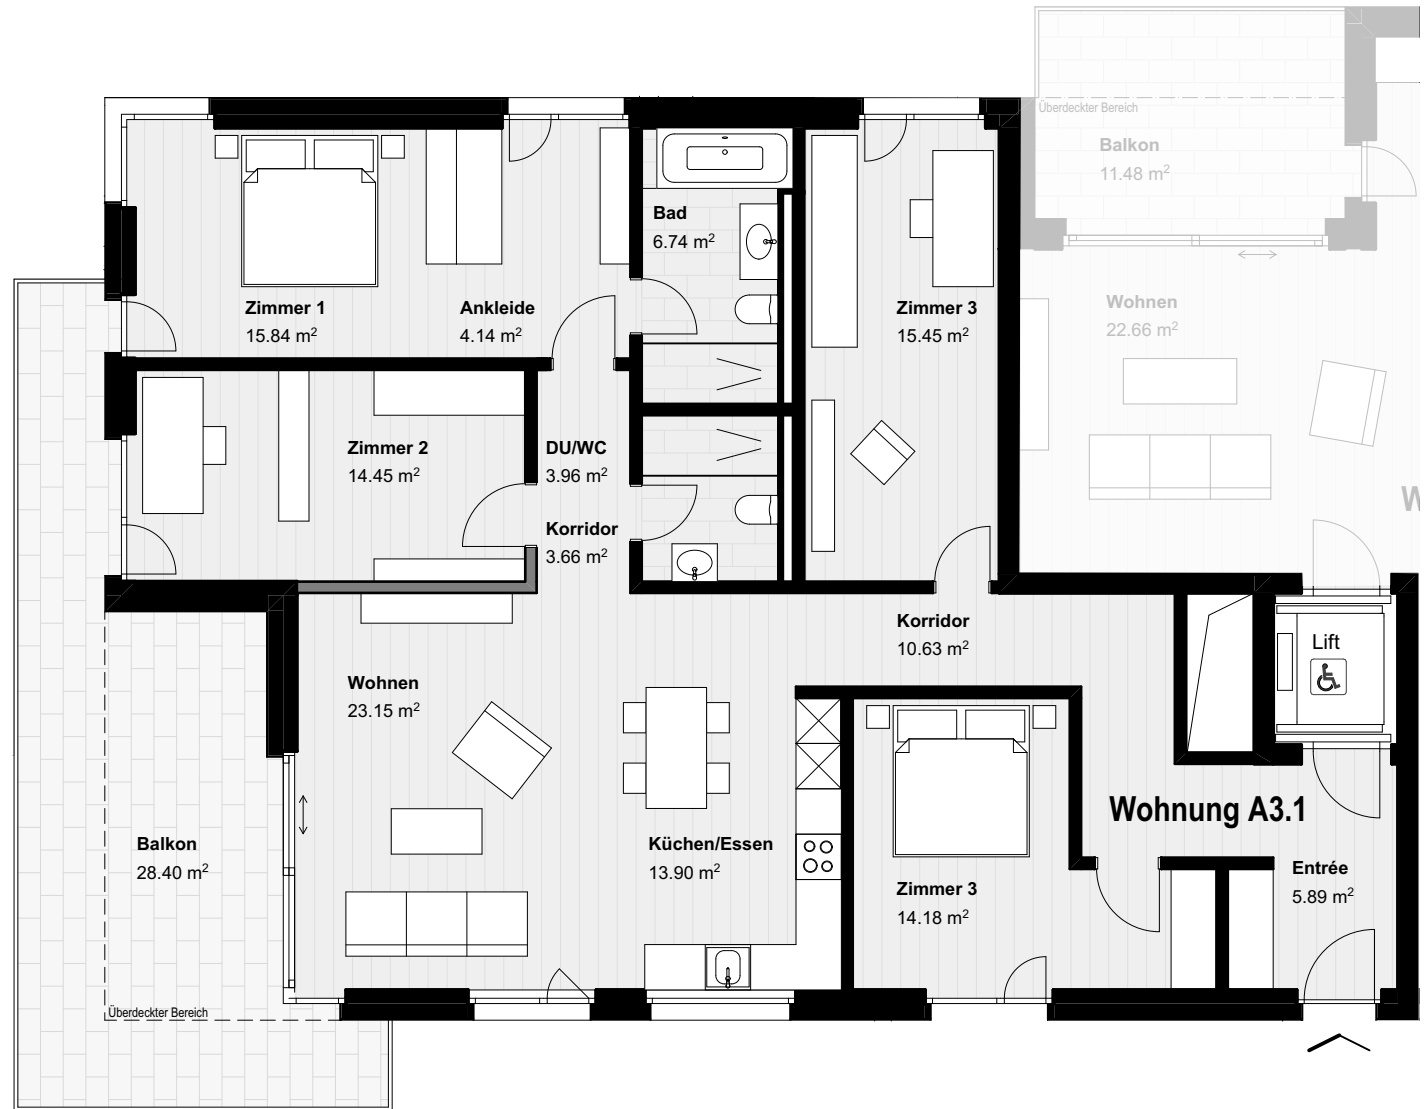 Überdeckter Bereich
Balkon
11.48 m²
Bad
6.74 m²
Zimmer 1
15.84 m²
Ankleide
4.14 m²
Zimmer 3
15.45 m²
Wohnen
22.66 m²
Zimmer 2
14.45 m²
DU/WC
3.96 m²
Korridor
3.66 m²
W
Korridor
10.63 m²
Lift
Wohnen
23.15 m²
Wohnung A3.1
Balkon
28.40 m²
Küchen/Essen
13.90 m²
Zimmer 3
14.18 m²
Entrée
5.89 m²
Überdeckter Bereich